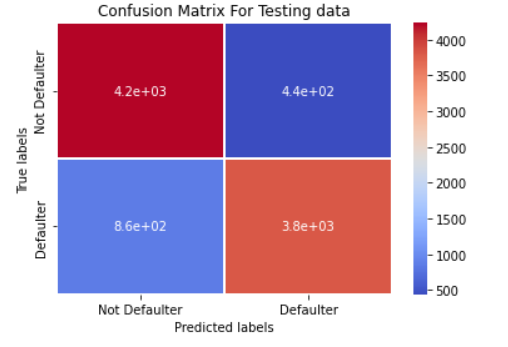 Confusion Matrix For Testing data
True labels
Not Defaulter
Defaulter
4.2e+03
4.4e+02
8.6e+02
3.8e+03
Not Defaulter
Defaulter
Predicted labels
4000
3500
3000
2500
2000
1500
1000
500